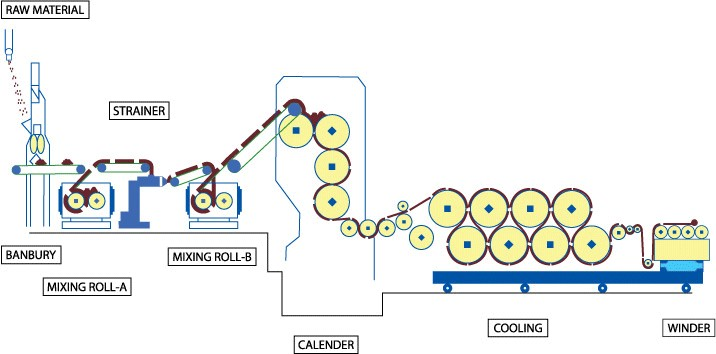 RAW MATERIAL
STRAINER
BANBURY
MIXING ROLL-A
MIXING ROLL-B
CALENDER
COOLING
WINDER